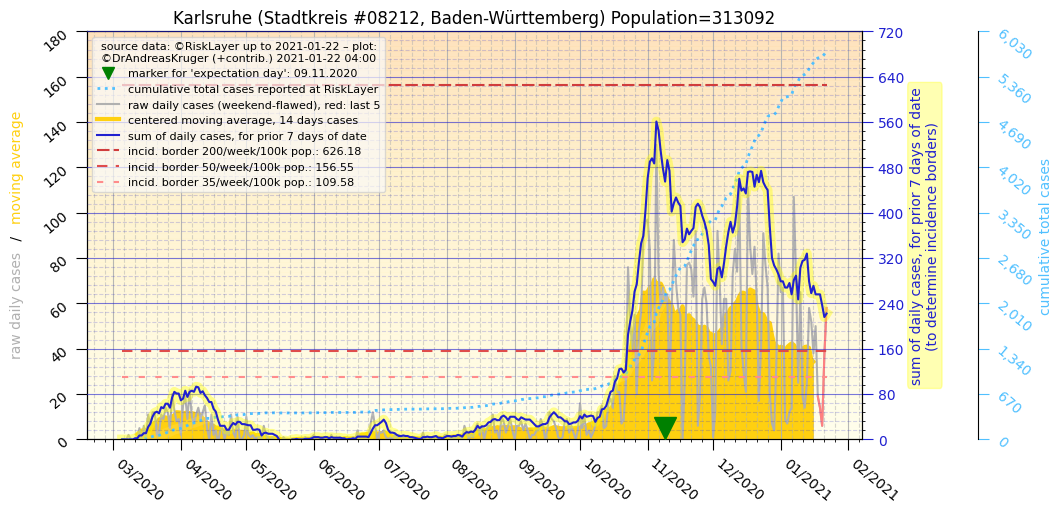 Karlsruhe (Stadtkreis #08212, Baden-Württemberg) Population=313092
source data: ©RiskLayer up to 2021-01-22 – plot:
©DrAndreasKruger (+contrib.) 2021-01-22 04:00
marker for 'expectation day': 09.11.2020
cumulative total cases reported at RiskLayer
raw daily cases (weekend-flawed), red: last 5
centered moving average, 14 days cases
sum of daily cases, for prior 7 days of date
incid. border 200/week/100k pop.: 626.18
incid. border 50/week/100k pop.: 156.55
incid. border 35/week/100k pop.: 109.58
raw daily cases / moving average
180
160
140
120
100
80
60
40
20
0
03/2020
04/2020
05/2020
06/2020
07/2020
08/2020
09/2020
10/2020
11/2020
12/2020
01/2021
02/2021
720
640
560
480
400
320
240
160
80
0
sum of daily cases, for prior 7 days of date
(to determine incidence borders)
6,030
5,360
4,690
4,020
3,350
2,680
2,010
1,340
670
0
cumulative total cases